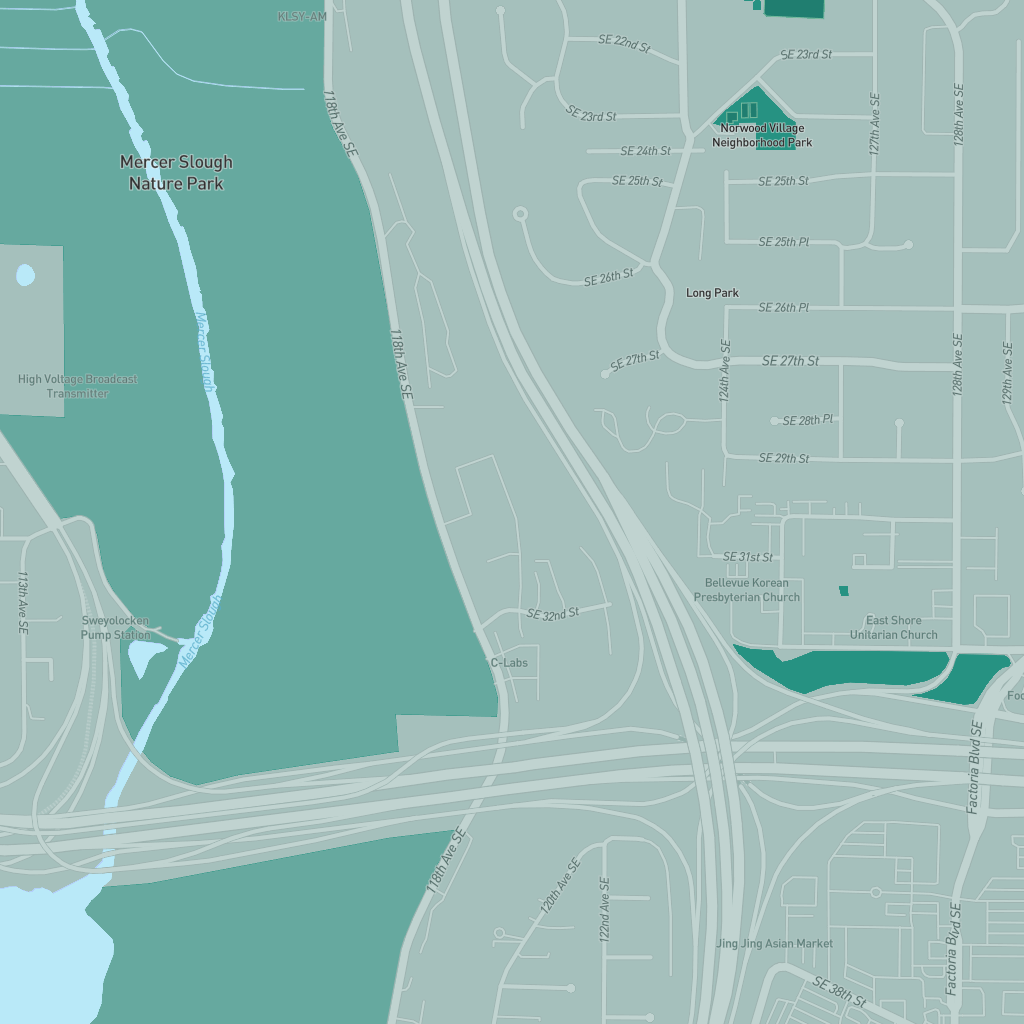 KLSY-AM
SE 22nd St
SE 23rd St
118th Ave SE
SE 23rd St
127th Ave SE
128th Ave SE
Norwood Village
Neighborhood Park
Mercer Slough
Nature Park
SE 24th St
SE 25th St
SE 25th St
SE 25th Pl
SE 26th St
Long Park
SE 26th Pl
Mercer Slough
118th Ave SE
SE 27th St
124th Ave SE
SE 27th St
128th Ave SE
129th Ave SE
High Voltage Broadcast
Transmitter
SE 28th Pl
SE 29th St
SE 31st St
113th Ave SE
Bellevue Korean
Presbyterian Church
Sweyolocken
Pump Station
Mercer Slough
SE 32nd St
East Shore
Unitarian Church
C-Labs
Foo
Factoria Blvd SE
118th Ave SE
120th Ave SE
122nd Ave SE
Jing Jing Asian Market
Factoria Blvd SE
SE 38th St